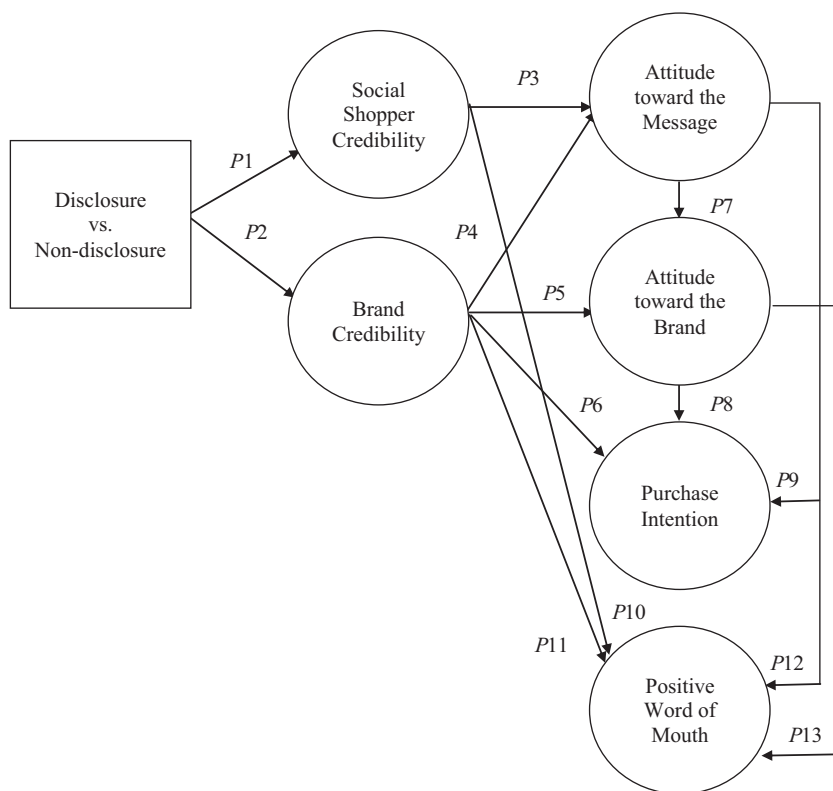 Disclosure
vs.
Non-disclosure
P1
P2
Social
Shopper
Credibility
Brand
Credibility
P3
P4
P5
P6
P11
P10
Attitude
toward the
Message
P7
Attitude
toward the
Brand
P8
Purchase
Intention
P9
Positive
Word of
Mouth
P12
P13